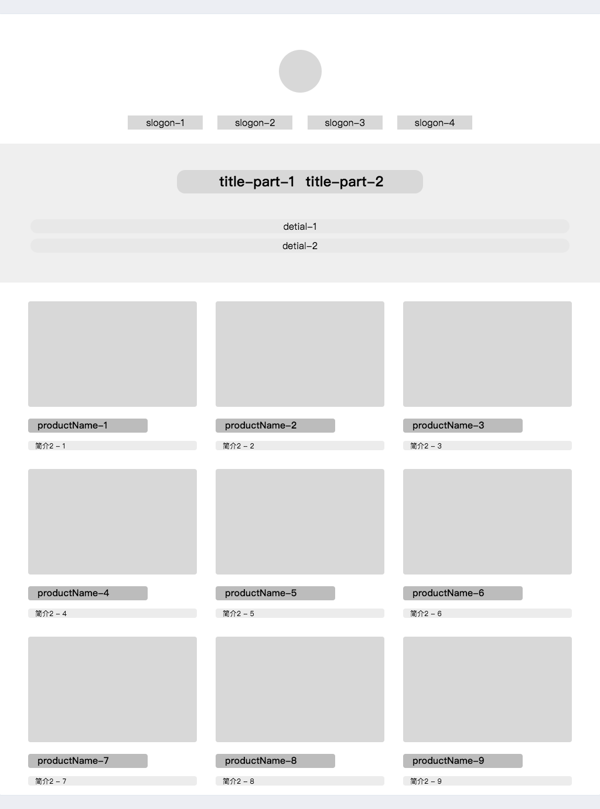 slogon-1 slogon-2 slogon-3 slogon-4
title-part-1 title-part-2
detial-1
detial-2
productName-1 productName-2 productName-3
简介2 - 1 简介2 - 2 简介2 - 3
productName-4 productName-5 productName-6
简介2 - 4 简介2 - 5 简介2 - 6
productName-7 productName-8 productName-9
简介2 - 7 简介2 - 8 简介2 - 9